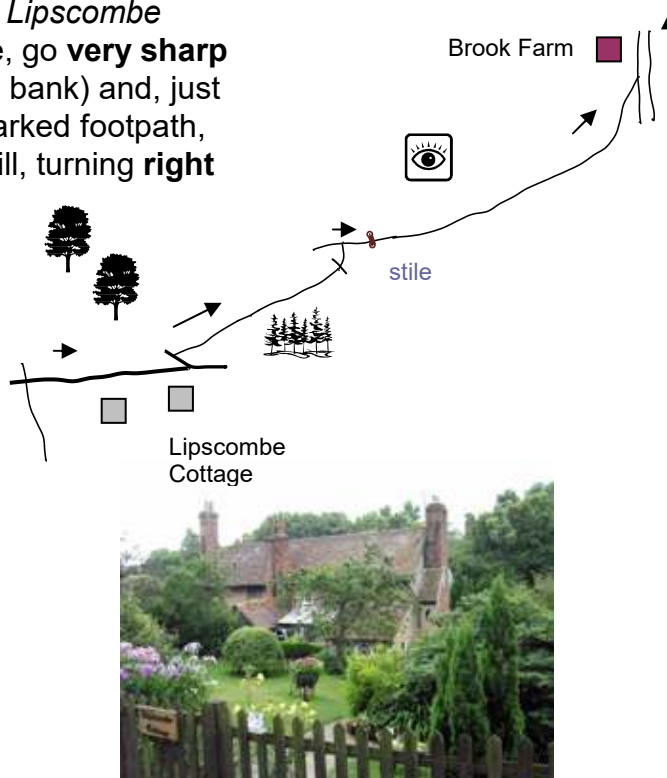 Lipscombe
e, go very sharp
bank) and, just
arked footpath,
ill, turning right
Brook Farm
stile
Lipscombe
Cottage